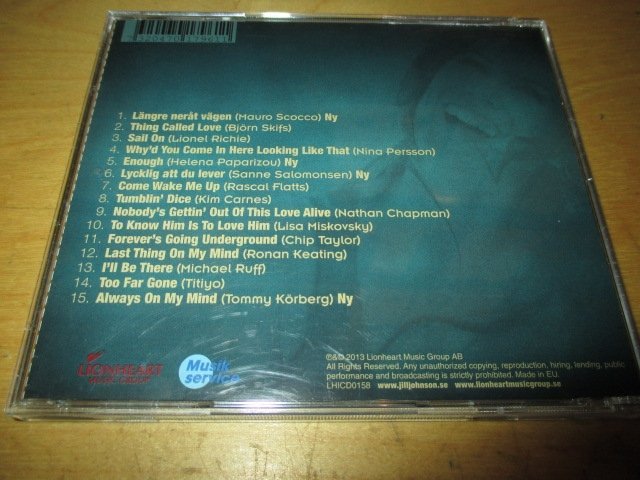 7320470179611
1. Längre neråt vägen (Mauro Scocco) Ny
2. Thing Called Love (Björn Skifs)
3. Sail On (Lionel Richie)
4. Why'd You Come In Here Looking Like That (Nina Persson)
5. Enough (Helena Paparizou) Ny
6. Lycklig att du lever (Sanne Salomonsen) Ny
7. Come Wake Me Up (Rascal Flatts)
8. Tumblin' Dice (Kim Carnes)
9. Nobody's Gettin' Out Of This Love Alive (Nathan Chapman)
10. To Know Him Is To Love Him (Lisa Miskovsky)
11. Forever's Going Underground (Chip Taylor)
12. Last Thing On My Mind (Ronan Keating)
13. I'll Be There (Michael Ruff)
14. Too Far Gone (Titiyo)
15. Always On My Mind (Tommy Körberg) Ny
LIONHEART
MUSIC GROUP
Musik
service
℗&© 2013 Lionheart Music Group AB
All Rights Reserved. Any unauthorized copying, reproduction, hiring, lending, public
performance and broadcasting is strictly prohibited. Made in EU.
LHICD0158 www.jilljohnson.se www.lionheartmusicgroup.se